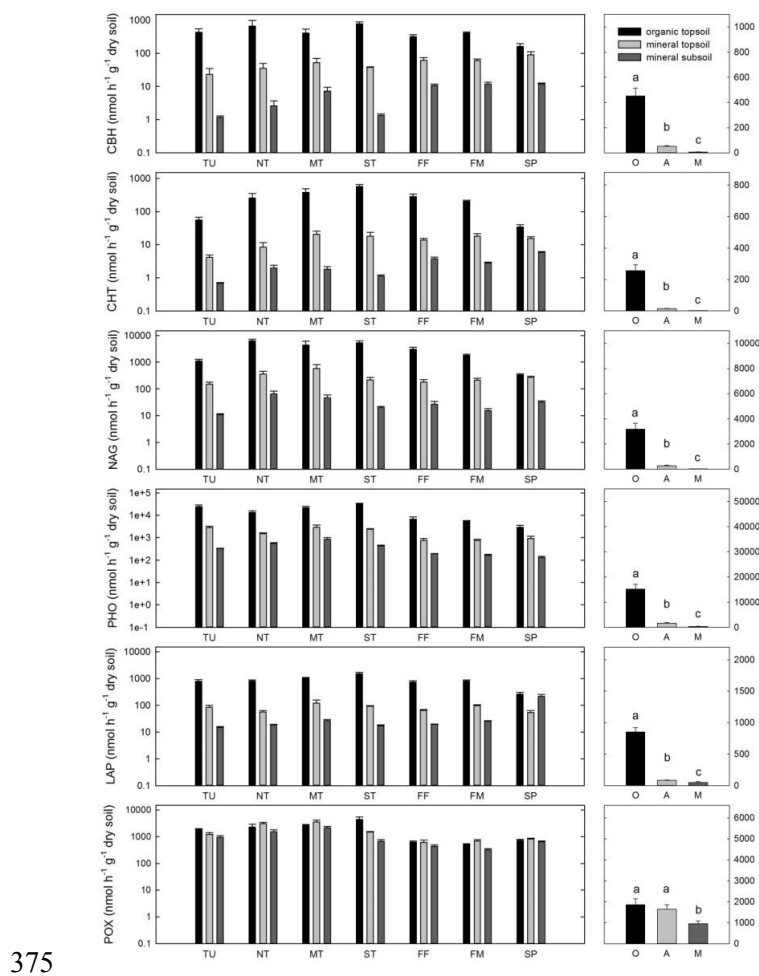 CBH (nmol h⁻¹ g⁻¹ dry soil)
1000
100
10
1
0.1
TU NT MT ST FF FM SP
organic topsoil
mineral topsoil
mineral subsoil
a
b
c
1000
800
600
400
200
0
O A M
CHT (nmol h⁻¹ g⁻¹ dry soil)
1000
100
10
1
0.1
TU NT MT ST FF FM SP
a
b
c
800
600
400
200
0
O A M
NAG (nmol h⁻¹ g⁻¹ dry soil)
10000
1000
100
10
1
0.1
TU NT MT ST FF FM SP
a
b
c
10000
8000
6000
4000
2000
0
O A M
PHO (nmol h⁻¹ g⁻¹ dry soil)
1e+5
1e+4
1e+3
1e+2
1e+1
1e+0
1e-1
TU NT MT ST FF FM SP
a
b
c
50000
40000
30000
20000
10000
0
O A M
LAP (nmol h⁻¹ g⁻¹ dry soil)
10000
1000
100
10
1
0.1
TU NT MT ST FF FM SP
a
b
c
2000
1500
1000
500
0
O A M
POX (nmol h⁻¹ g⁻¹ dry soil)
10000
1000
100
10
1
0.1
TU NT MT ST FF FM SP
a a
b
6000
5000
4000
3000
2000
1000
0
O A M
375